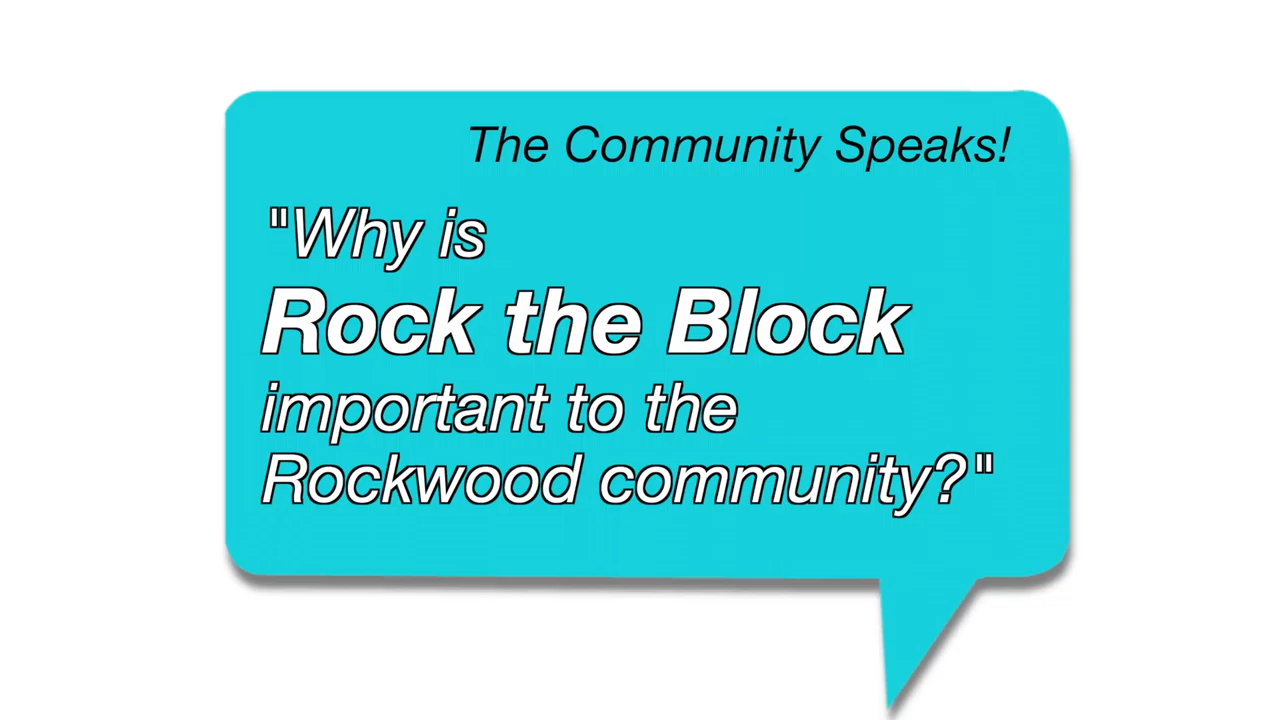 The Community Speaks!
"Why is
Rock the Block
important to the
Rockwood community?"